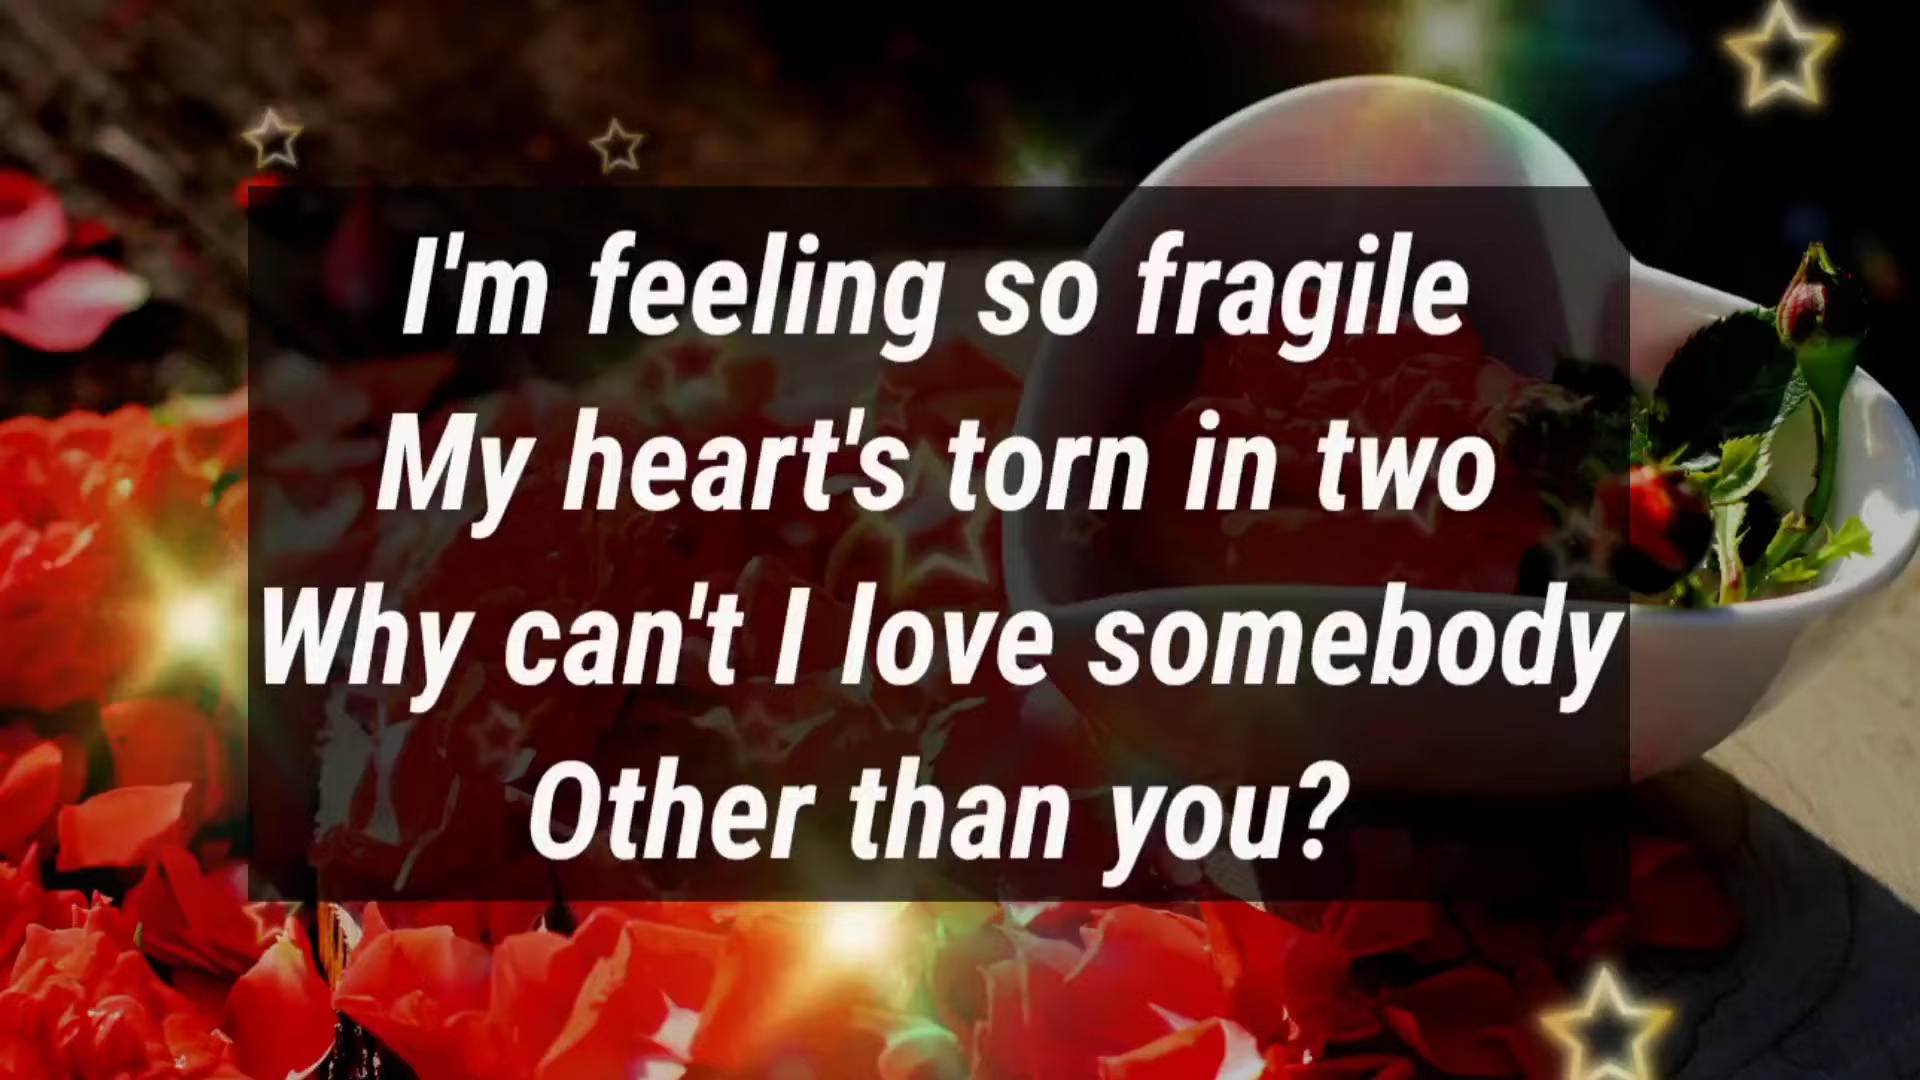 I'm feeling so fragile
My heart's torn in two
Why can't I love somebody
Other than you?